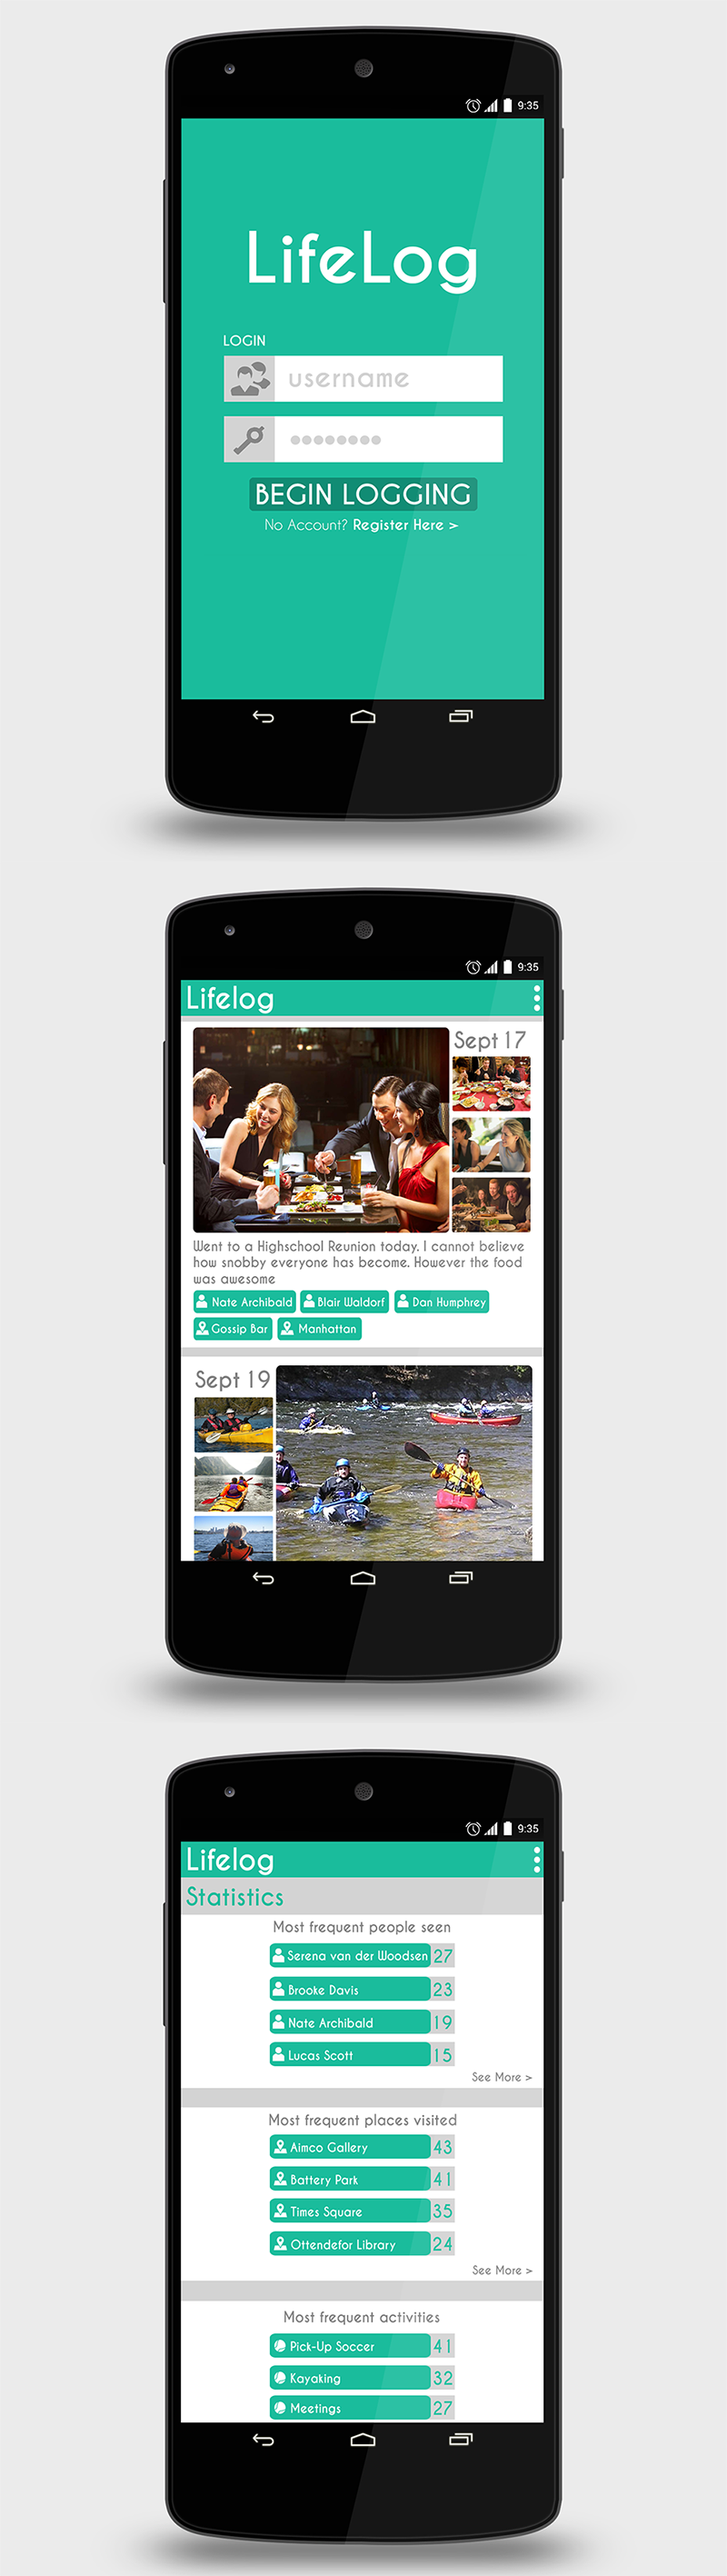 9:35
LifeLog
LOGIN
username
BEGIN LOGGING
No Account? Register Here >
9:35
Lifelog
Sept 17
Went to a Highschool Reunion today. I cannot believe
how snobby everyone has become. However the food
was awesome
Nate Archibald Blair Waldorf Dan Humphrey
Gossip Bar Manhattan
Sept 19
9:35
Lifelog
Statistics
Most frequent people seen
Serena van der Woodsen 27
Brooke Davis 23
Nate Archibald 19
Lucas Scott 15
See More >
Most frequent places visited
Aimco Gallery 43
Battery Park 41
Times Square 35
Ottendefor Library 24
See More >
Most frequent activities
Pick-Up Soccer 41
Kayaking 32
Meetings 27